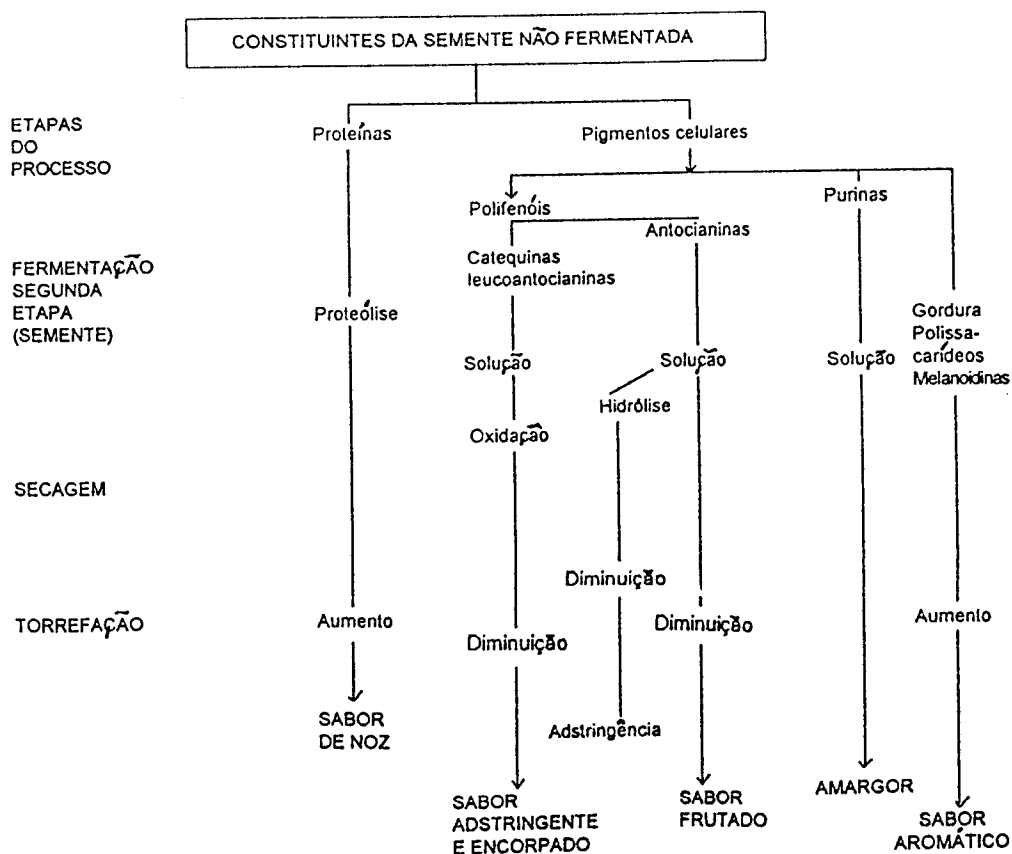 CONSTITUINTES DA SEMENTE NÃO FERMENTADA
ETAPAS
DO
PROCESSO
Proteínas
Pigmentos celulares
Polifenóis
Purinas
Antocianinas
FERMENTAÇÃO
SEGUNDA
ETAPA
(SEMENTE)
Catequinas
leucoantocianinas
Proteólise
Gordura
Polissa-
carídeos
Melanoidinas
Solução
Solução
Solução
Hidrólise
Oxidação
SECAGEM
Diminuição
TORREFAÇÃO
Aumento
Diminuição
Diminuição
Aumento
SABOR
DE NOZ
Adstringência
SABOR
ADSTRINGENTE
E ENCORPADO
SABOR
FRUTADO
AMARGOR
SABOR
AROMÁTICO